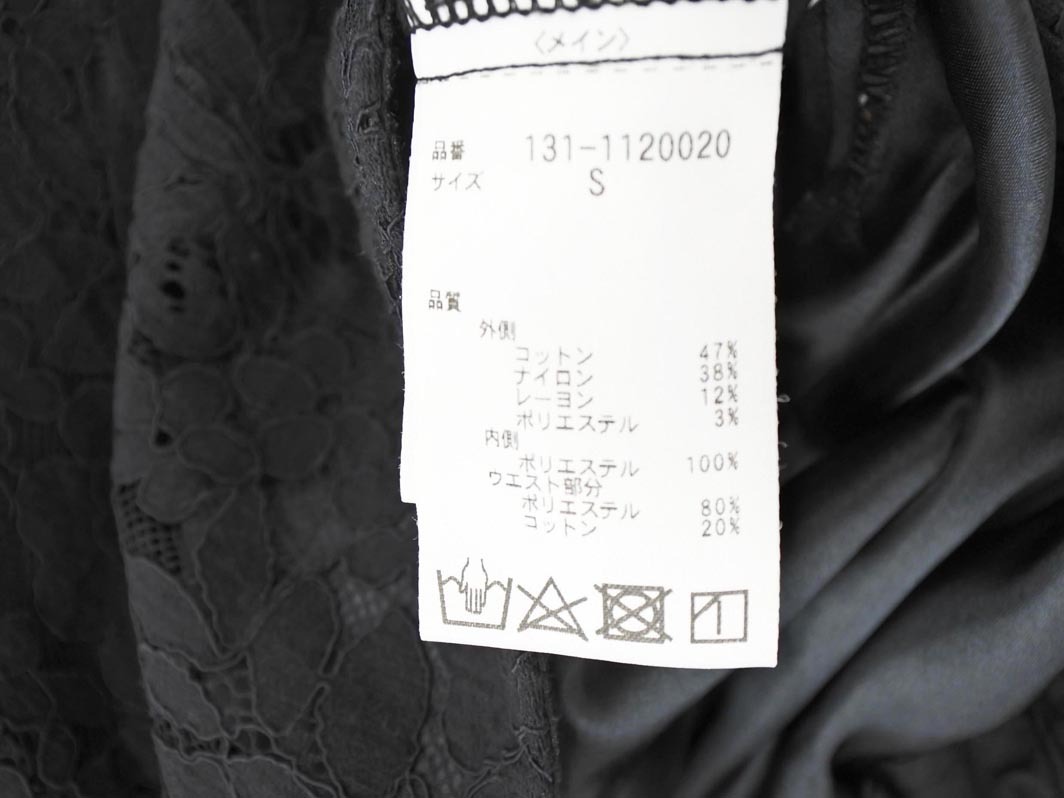 〈メイン〉
品番 131-1120020
サイズ S
品質
外側
コットン 47%
ナイロン 38%
レーヨン 12%
ポリエステル 3%
内側
ポリエステル 100%
ウエスト部分
ポリエステル 80%
コットン 20%